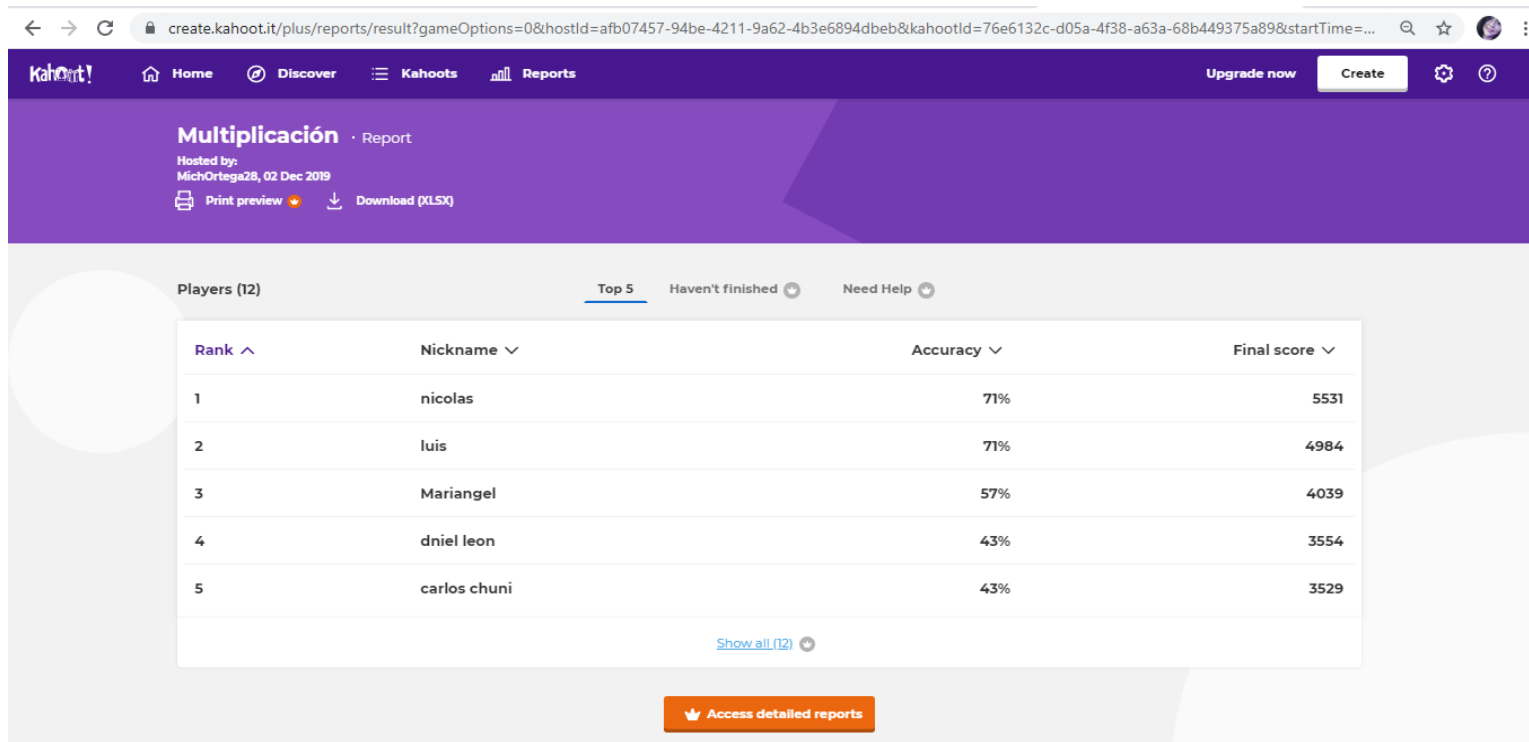 create.kahoot.it/plus/reports/result?gameOptions=0&hostId=afb07457-94be-4211-9a62-4b3e6894dbeb&kahootId=76e6132c-d05a-4f38-a63a-68b449375a89&startTime=...
Kahoot! Home Discover Kahoots Reports Upgrade now Create
Multiplicación · Report
Hosted by:
MichOrtega28, 02 Dec 2019
Print preview Download (XLSX)
Players (12) Top 5 Haven't finished Need Help
Rank Nickname Accuracy Final score
1 nicolas 71% 5531
2 luis 71% 4984
3 Mariangel 57% 4039
4 dniel leon 43% 3554
5 carlos chuni 43% 3529
Show all (12)
Access detailed reports